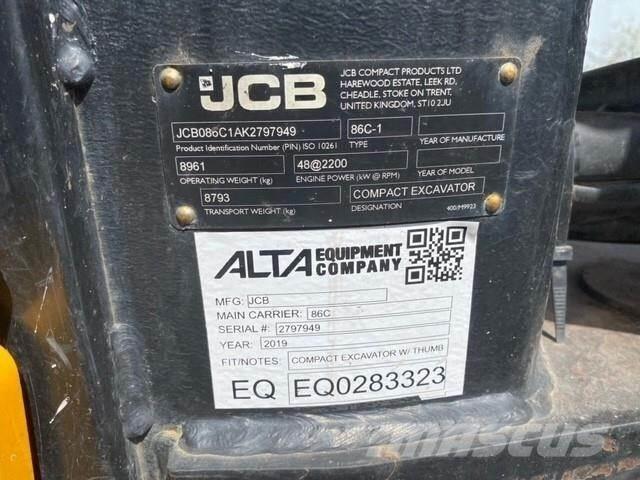 JCB
JCB COMPACT PRODUCTS LTD
HAREWOOD ESTATE, LEEK RD,
CHEADLE, STOKE ON TRENT,
UNITED KINGDOM, ST10 2JU
JCB086C1AK2797949 86C-1
Product Identification Number (PIN) ISO 10261 TYPE YEAR OF MANUFACTURE
8961 48@2200
OPERATING WEIGHT (kg) ENGINE POWER (kW @ RPM) YEAR OF MODEL
8793 COMPACT EXCAVATOR
TRANSPORT WEIGHT (kg) DESIGNATION 400/M9923
ALTA EQUIPMENT COMPANY
MFG: JCB
MAIN CARRIER: 86C
SERIAL #: 2797949
YEAR: 2019
FIT/NOTES: COMPACT EXCAVATOR W/ THUMB
EQ EQ0283323
mascus